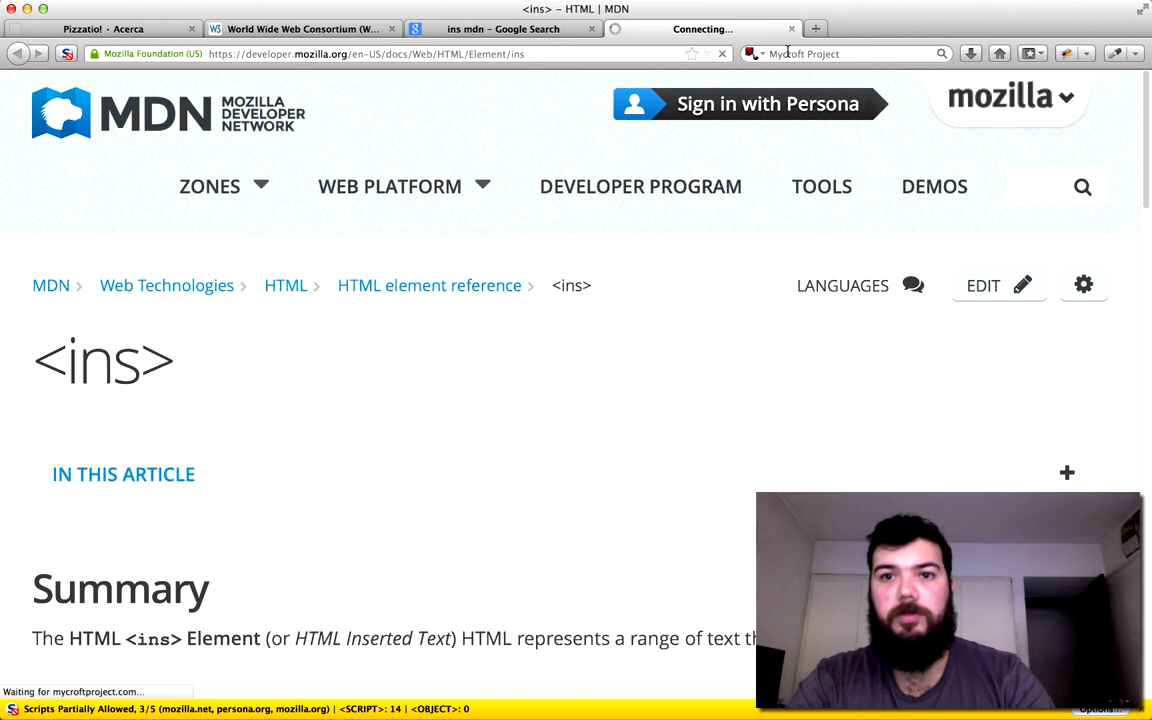 <ins> – HTML | MDN
Pizzatio! · Acerca
World Wide Web Consortium (W...
ins mdn – Google Search
Connecting...
Mozilla Foundation (US)
https://developer.mozilla.org/en-US/docs/Web/HTML/Element/ins
Mycroft Project
MDN
MOZILLA
DEVELOPER
NETWORK
Sign in with Persona
mozilla
ZONES
WEB PLATFORM
DEVELOPER PROGRAM
TOOLS
DEMOS
MDN
Web Technologies
HTML
HTML element reference
<ins>
LANGUAGES
EDIT
<ins>
IN THIS ARTICLE
Summary
The HTML <ins> Element (or HTML Inserted Text) HTML represents a range of text th
Waiting for mycroftproject.com...
Scripts Partially Allowed, 3/5 (mozilla.net, persona.org, mozilla.org) | <SCRIPT>: 14 | <OBJECT>: 0